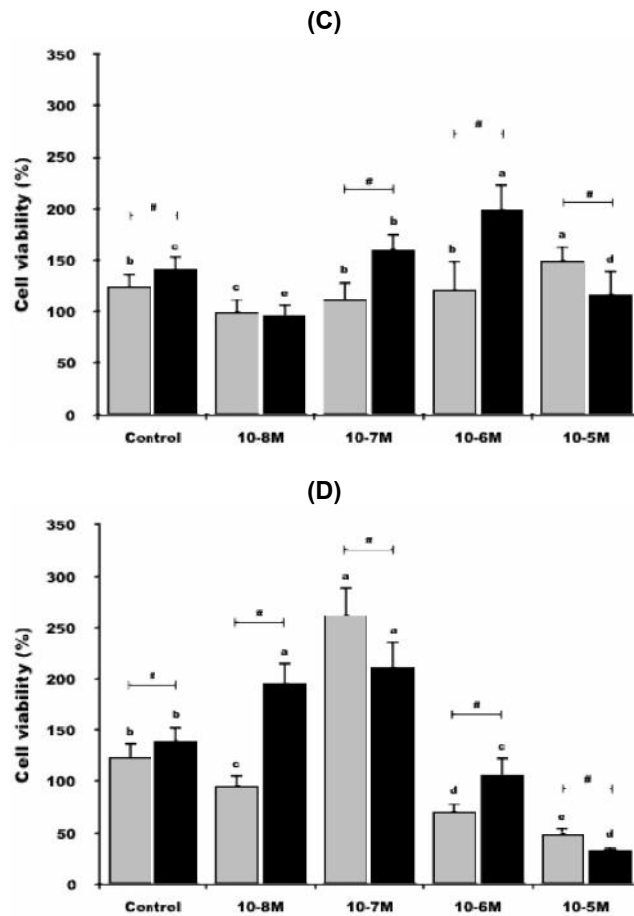 (C)
350
300
250
200
150
100
50
0
Cell viability (%)
# # # #
b c c e b b b a a d
Control 10-8M 10-7M 10-6M 10-5M
(D)
350
300
250
200
150
100
50
0
Cell viability (%)
# # # # #
b b c a a a d c e d
Control 10-8M 10-7M 10-6M 10-5M